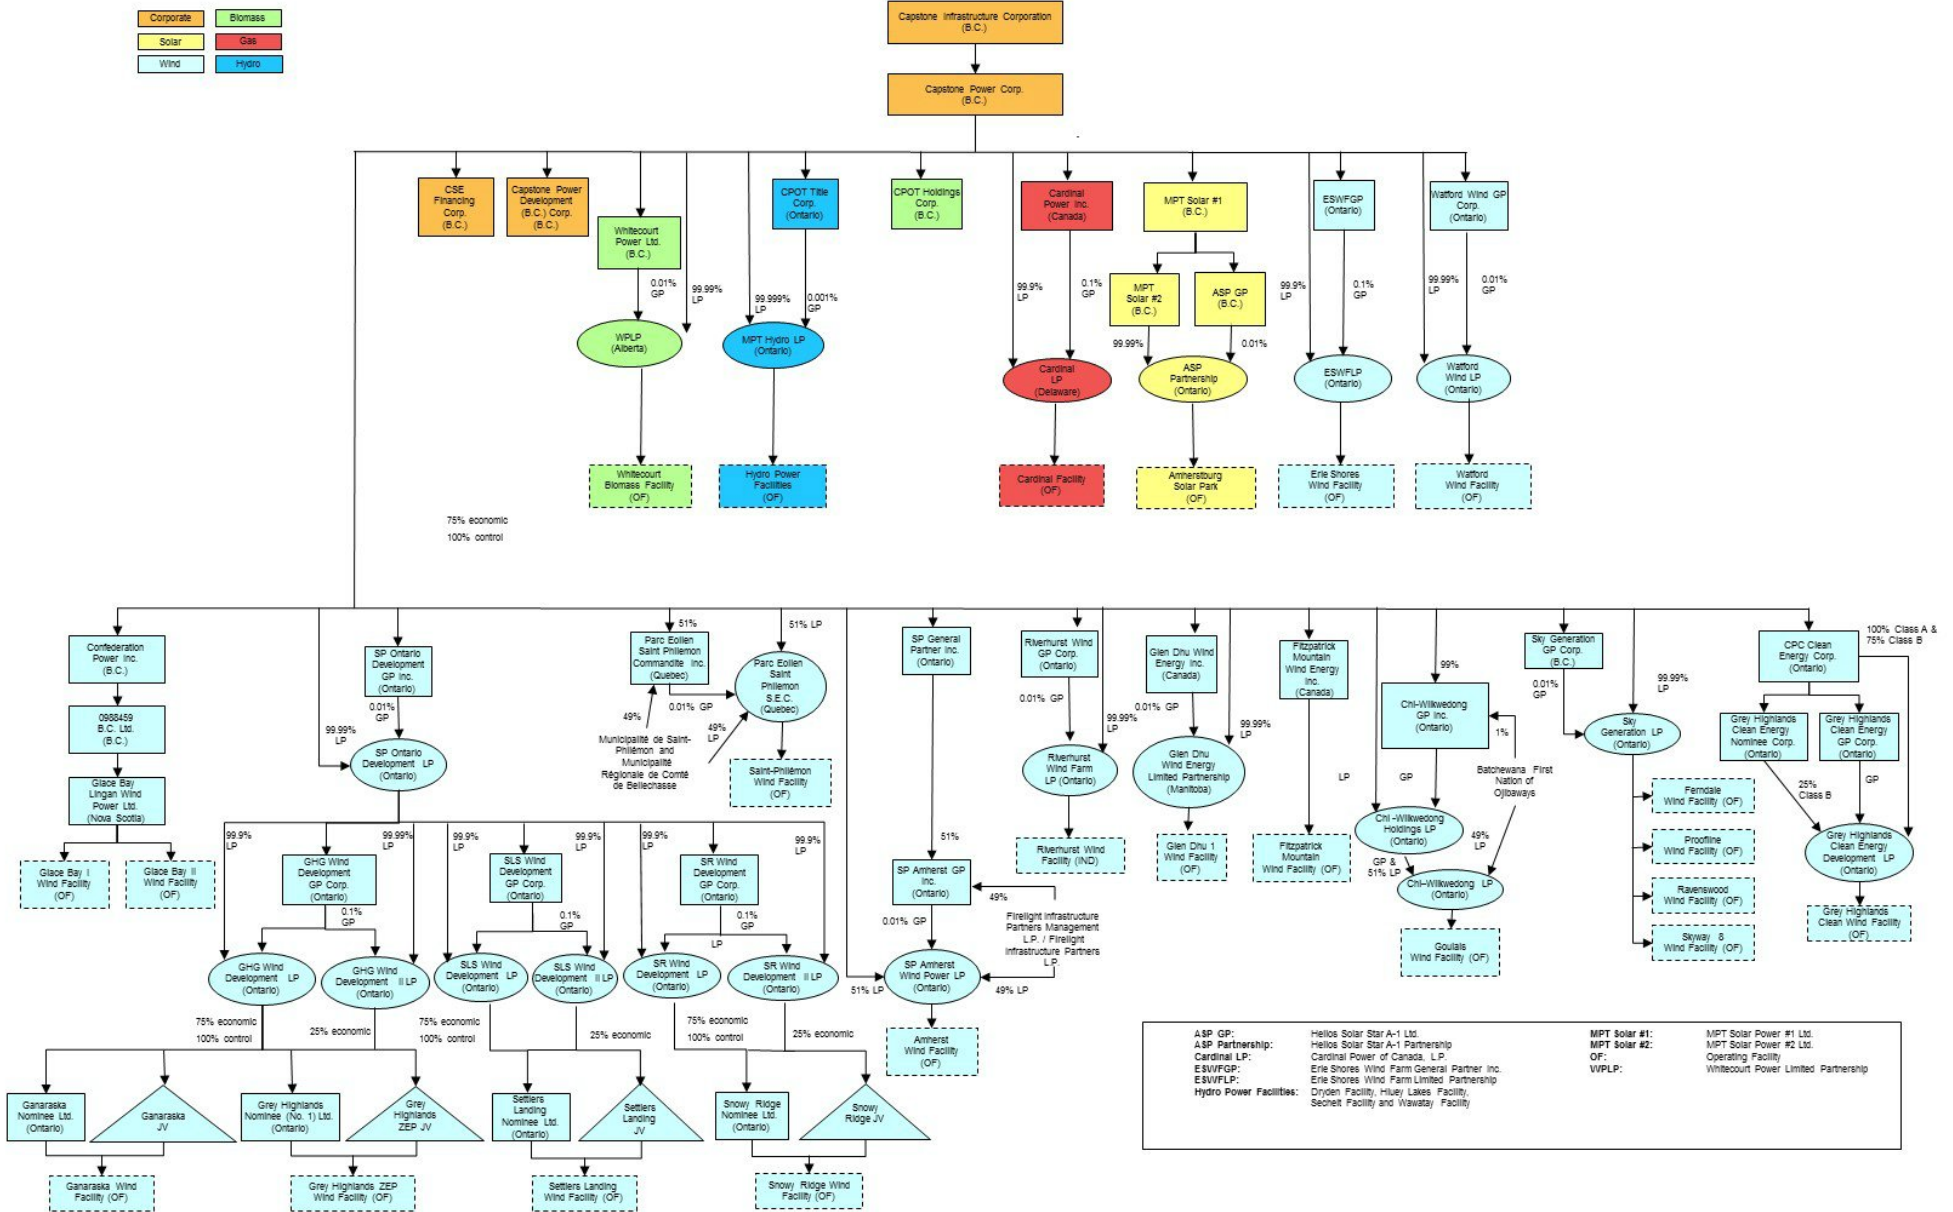 Corporate
Biomass
Solar
Gas
Wind
Hydro
Capstone Infrastructure Corporation
(B.C.)
Capstone Power Corp.
(B.C.)
CSE
Financing
Corp.
(B.C.)
Capstone Power
Development
(B.C.) Corp.
(B.C.)
Whitecourt
Power Ltd.
(B.C.)
CPOT Title
Corp.
(Ontario)
CPOT Holdings
Corp.
(B.C.)
Cardinal
Power Inc.
(Canada)
MPT Solar #1
(B.C.)
ESWFGP
(Ontario)
Watford Wind GP
Corp.
(Ontario)
0.01%
GP
99.99%
LP
99.999%
LP
0.001%
GP
99.9%
LP
0.1%
GP
MPT
Solar #2
(B.C.)
ASP GP
(B.C.)
99.9%
LP
0.1%
GP
99.99%
LP
0.01%
GP
WPLP
(Alberta)
MPT Hydro LP
(Ontario)
99.99%
0.01%
Cardinal
LP
(Delaware)
ASP
Partnership
(Ontario)
ESWFLP
(Ontario)
Watford
Wind LP
(Ontario)
Whitecourt
Biomass Facility
(OF)
Hydro Power
Facilities
(OF)
Cardinal Facility
(OF)
Amherstburg
Solar Park
(OF)
Erie Shores
Wind Facility
(OF)
Watford
Wind Facility
(OF)
75% economic
100% control
Confederation
Power Inc.
(B.C.)
SP Ontario
Development
GP Inc.
(Ontario)
51%
Parc Eolien
Saint Philemon
Commandite Inc.
(Quebec)
51% LP
Parc Eolien
Saint
Philemon
S.E.C.
(Quebec)
SP General
Partner Inc.
(Ontario)
Riverhurst Wind
GP Corp.
(Ontario)
Glen Dhu Wind
Energy Inc.
(Canada)
Fitzpatrick
Mountain
Wind Energy
Inc.
(Canada)
99%
Chi-Wiikwedong
GP Inc.
(Ontario)
Sky Generation
GP Corp.
(B.C.)
CPC Clean
Energy Corp.
(Ontario)
100% Class A &
75% Class B
0988459
B.C. Ltd.
(B.C.)
0.01%
GP
99.99%
LP
SP Ontario
Development LP
(Ontario)
0.01% GP
49%
49%
LP
Municipalité de Saint-
Philémon and
Municipalité
Régionale de Comté
de Bellechasse
Saint-Philémon
Wind Facility
(OF)
0.01% GP
99.99%
LP
0.01% GP
99.99%
LP
1%
0.01%
GP
99.99%
LP
Sky
Generation LP
(Ontario)
Grey Highlands
Clean Energy
Nominee Corp.
(Ontario)
Grey Highlands
Clean Energy
GP Corp.
(Ontario)
Glace Bay
Lingan Wind
Power Ltd.
(Nova Scotia)
Riverhurst
Wind Farm
LP (Ontario)
Glen Dhu
Wind Energy
Limited Partnership
(Manitoba)
LP
GP
Batchewana First
Nation of
Ojibaways
25%
Class B
GP
Glace Bay I
Wind Facility
(OF)
Glace Bay II
Wind Facility
(OF)
99.9%
LP
GHG Wind
Development
GP Corp.
(Ontario)
99.99%
LP
99.9%
LP
SLS Wind
Development
GP Corp.
(Ontario)
99.9%
LP
99.9%
LP
SR Wind
Development
GP Corp.
(Ontario)
99.9%
LP
51%
SP Amherst GP
Inc.
(Ontario)
Riverhurst Wind
Facility (IND)
Glen Dhu 1
Wind Facility
(OF)
Fitzpatrick
Mountain
Wind Facility
(OF)
Chi -Wiikwedong
Holdings LP
(Ontario)
GP &
51% LP
49%
LP
Chi-Wiikwedong LP
(Ontario)
Goulais
Wind Facility (OF)
Ferndale
Wind Facility (OF)
Proofline
Wind Facility (OF)
Ravenswood
Wind Facility (OF)
Skyway 8
Wind Facility (OF)
Grey Highlands
Clean Energy
Development LP
(Ontario)
Grey Highlands
Clean Wind Facility
(OF)
0.1%
GP
0.1%
GP
0.1%
GP
LP
0.01% GP
49%
Firelight Infrastructure
Partners Management
L.P. / Firelight
Infrastructure Partners
L.P.
GHG Wind
Development LP
(Ontario)
GHG Wind
Development II LP
(Ontario)
SLS Wind
Development LP
(Ontario)
SLS Wind
Development II LP
(Ontario)
SR Wind
Development LP
(Ontario)
SR Wind
Development II LP
(Ontario)
51% LP
SP Amherst
Wind Power LP
(Ontario)
49% LP
75% economic
100% control
25% economic
75% economic
100% control
25% economic
75% economic
100% control
25% economic
Amherst
Wind Facility
(OF)
Ganaraska
Nominee Ltd.
(Ontario)
Ganaraska
JV
Grey Highlands
Nominee (No. 1) Ltd.
(Ontario)
Grey
Highlands
ZEP JV
Settlers
Landing
Nominee Ltd.
(Ontario)
Settlers
Landing
JV
Snowy Ridge
Nominee Ltd.
(Ontario)
Snowy
Ridge JV
Ganaraska Wind
Facility (OF)
Grey Highlands ZEP
Wind Facility (OF)
Settlers Landing
Wind Facility (OF)
Snowy Ridge Wind
Facility (OF)
ASP GP: Helios Solar Star A-1 Ltd.
ASP Partnership: Helios Solar Star A-1 Partnership
Cardinal LP: Cardinal Power of Canada, L.P.
ESWFGP: Erie Shores Wind Farm General Partner Inc.
ESWFLP: Erie Shores Wind Farm Limited Partnership
Hydro Power Facilities: Dryden Facility, Hluey Lakes Facility,
Sechelt Facility and Wawatay Facility
MPT Solar #1: MPT Solar Power #1 Ltd.
MPT Solar #2: MPT Solar Power #2 Ltd.
OF: Operating Facility
WPLP: Whitecourt Power Limited Partnership